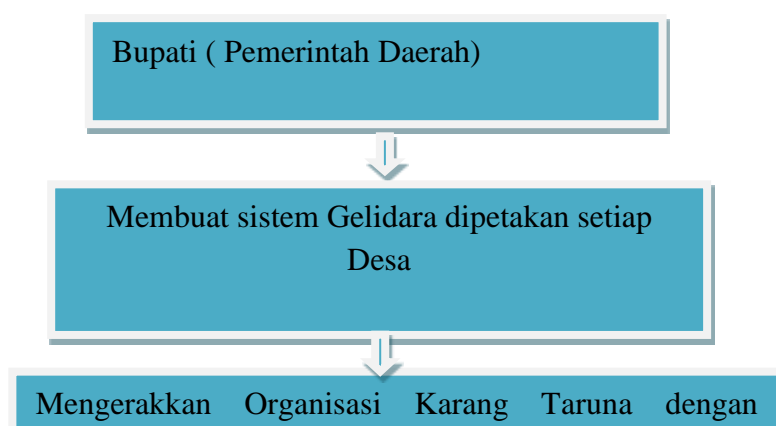 Bupati ( Pemerintah Daerah)
Membuat sistem Gelidara dipetakan setiap
Desa
Mengerakkan Organisasi Karang Taruna dengan